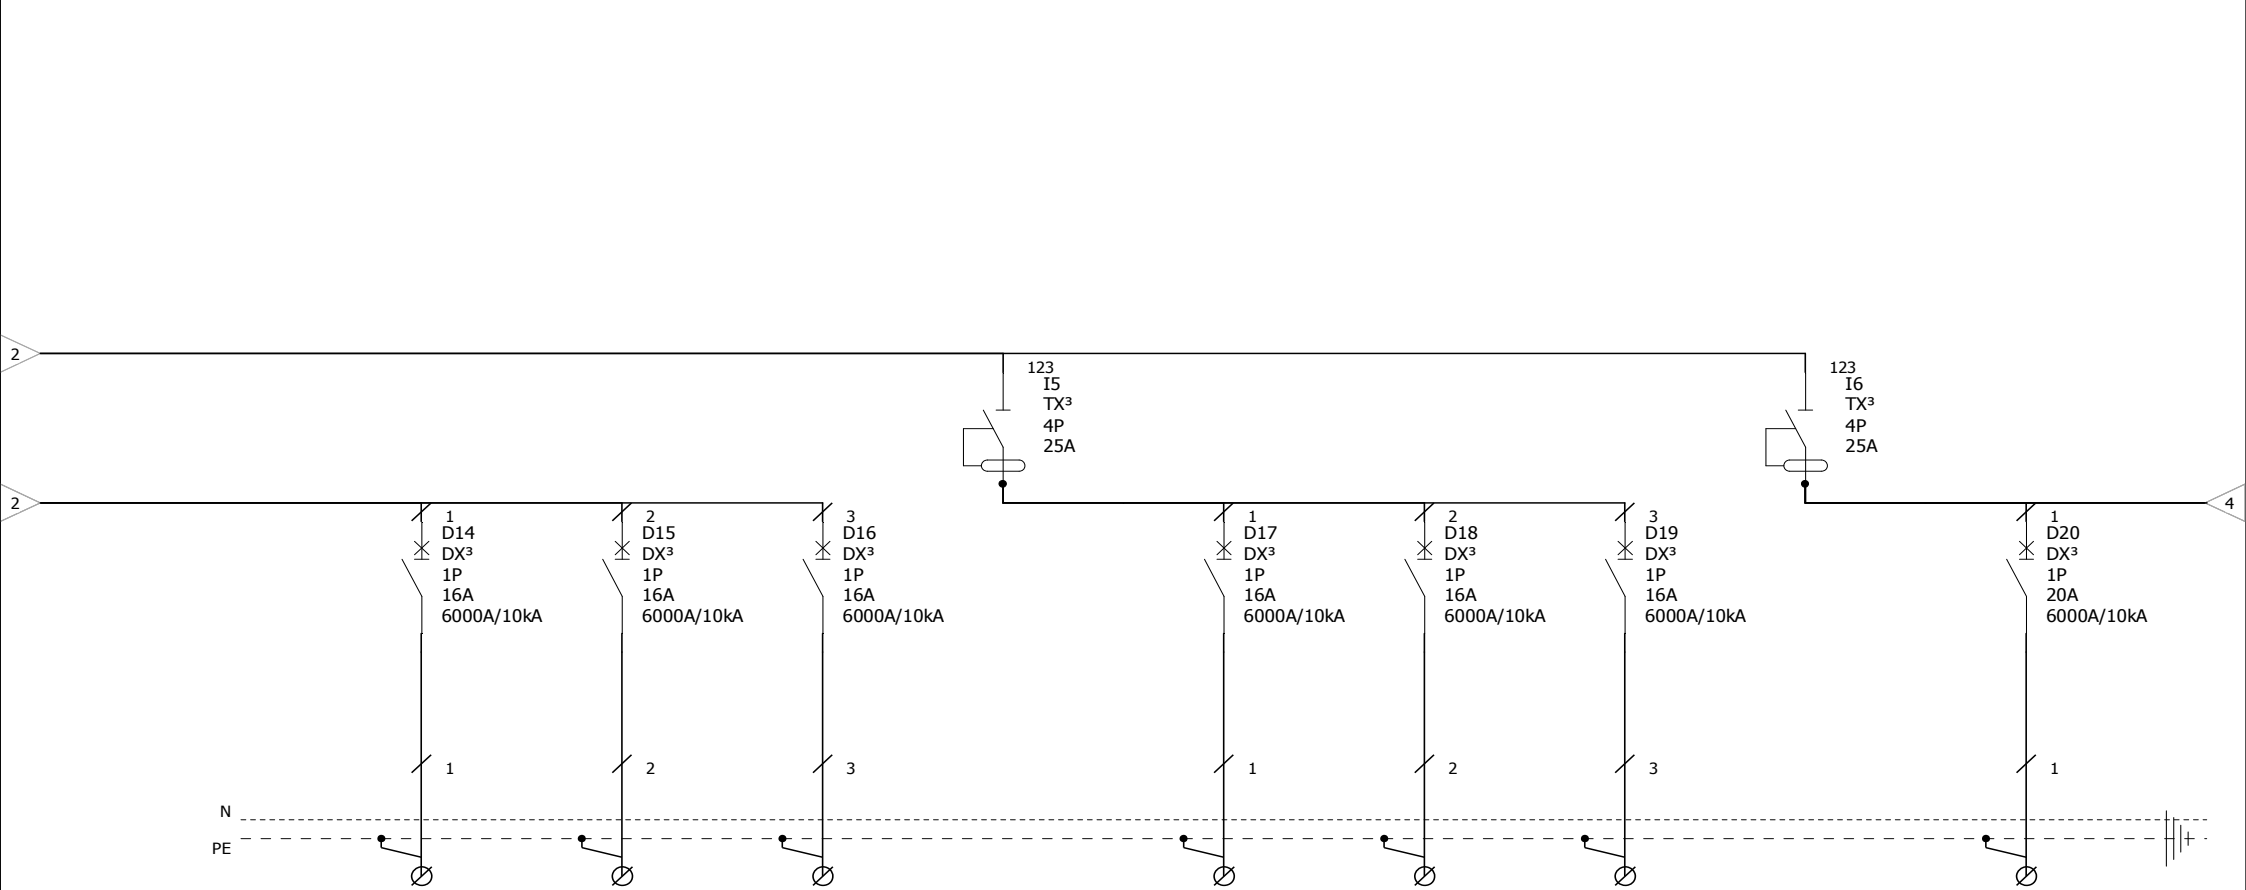 2
123
I5
TX³
4P
25A
123
I6
TX³
4P
25A
2
4
1
D14
DX³
1P
16A
6000A/10kA
2
D15
DX³
1P
16A
6000A/10kA
3
D16
DX³
1P
16A
6000A/10kA
1
D17
DX³
1P
16A
6000A/10kA
2
D18
DX³
1P
16A
6000A/10kA
3
D19
DX³
1P
16A
6000A/10kA
1
D20
DX³
1P
20A
6000A/10kA
1
2
3
1
2
3
1
N
PE